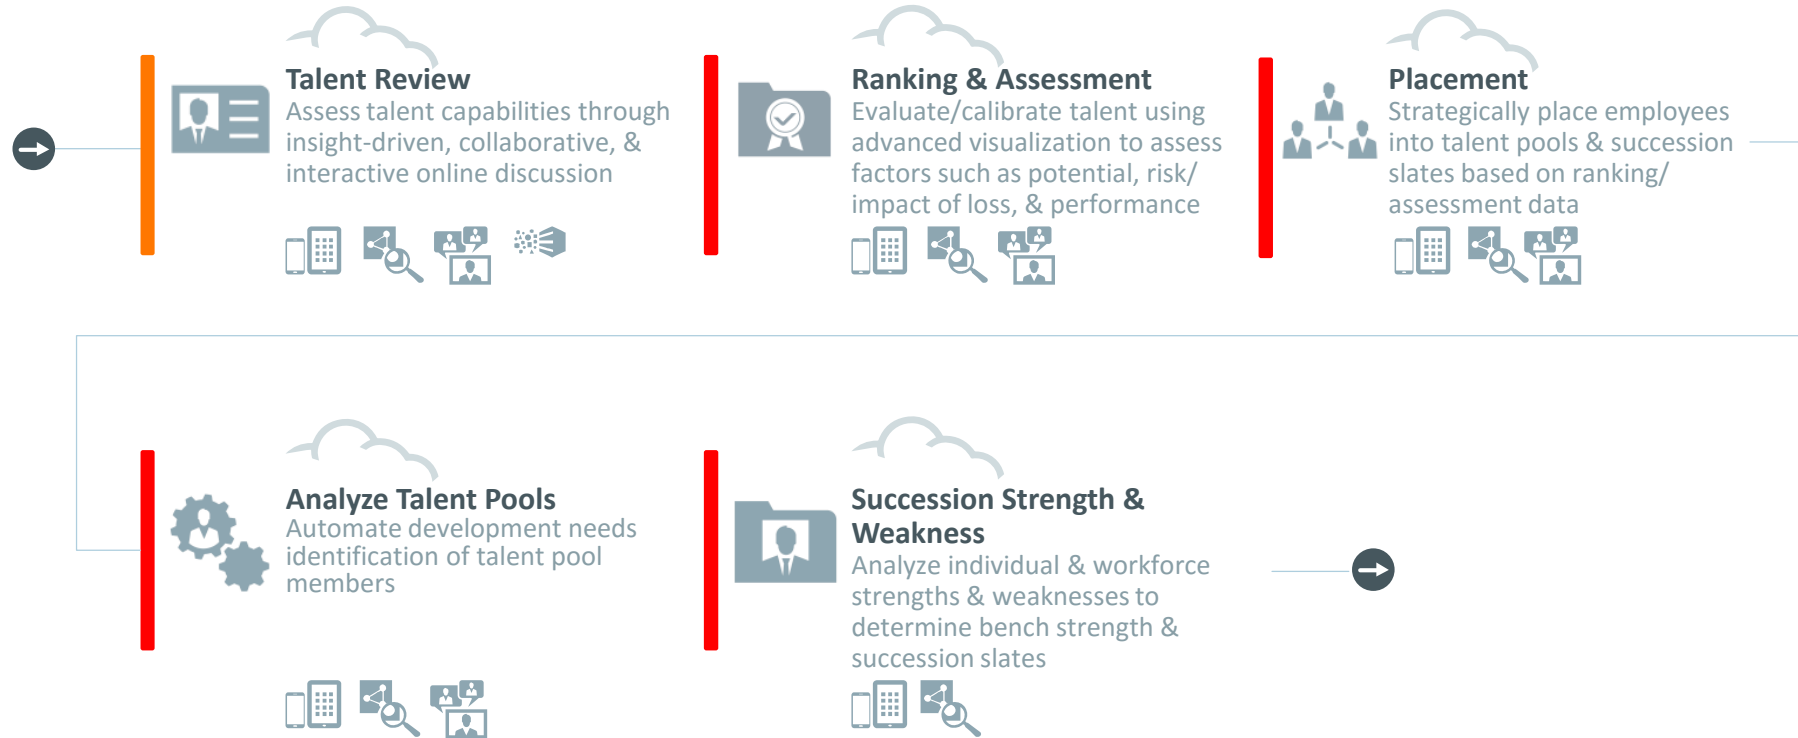 Talent Review
Assess talent capabilities through
insight-driven, collaborative, &
interactive online discussion
Ranking & Assessment
Evaluate/calibrate talent using
advanced visualization to assess
factors such as potential, risk/
impact of loss, & performance
Placement
Strategically place employees
into talent pools & succession
slates based on ranking/
assessment data
Analyze Talent Pools
Automate development needs
identification of talent pool
members
Succession Strength &
Weakness
Analyze individual & workforce
strengths & weaknesses to
determine bench strength &
succession slates